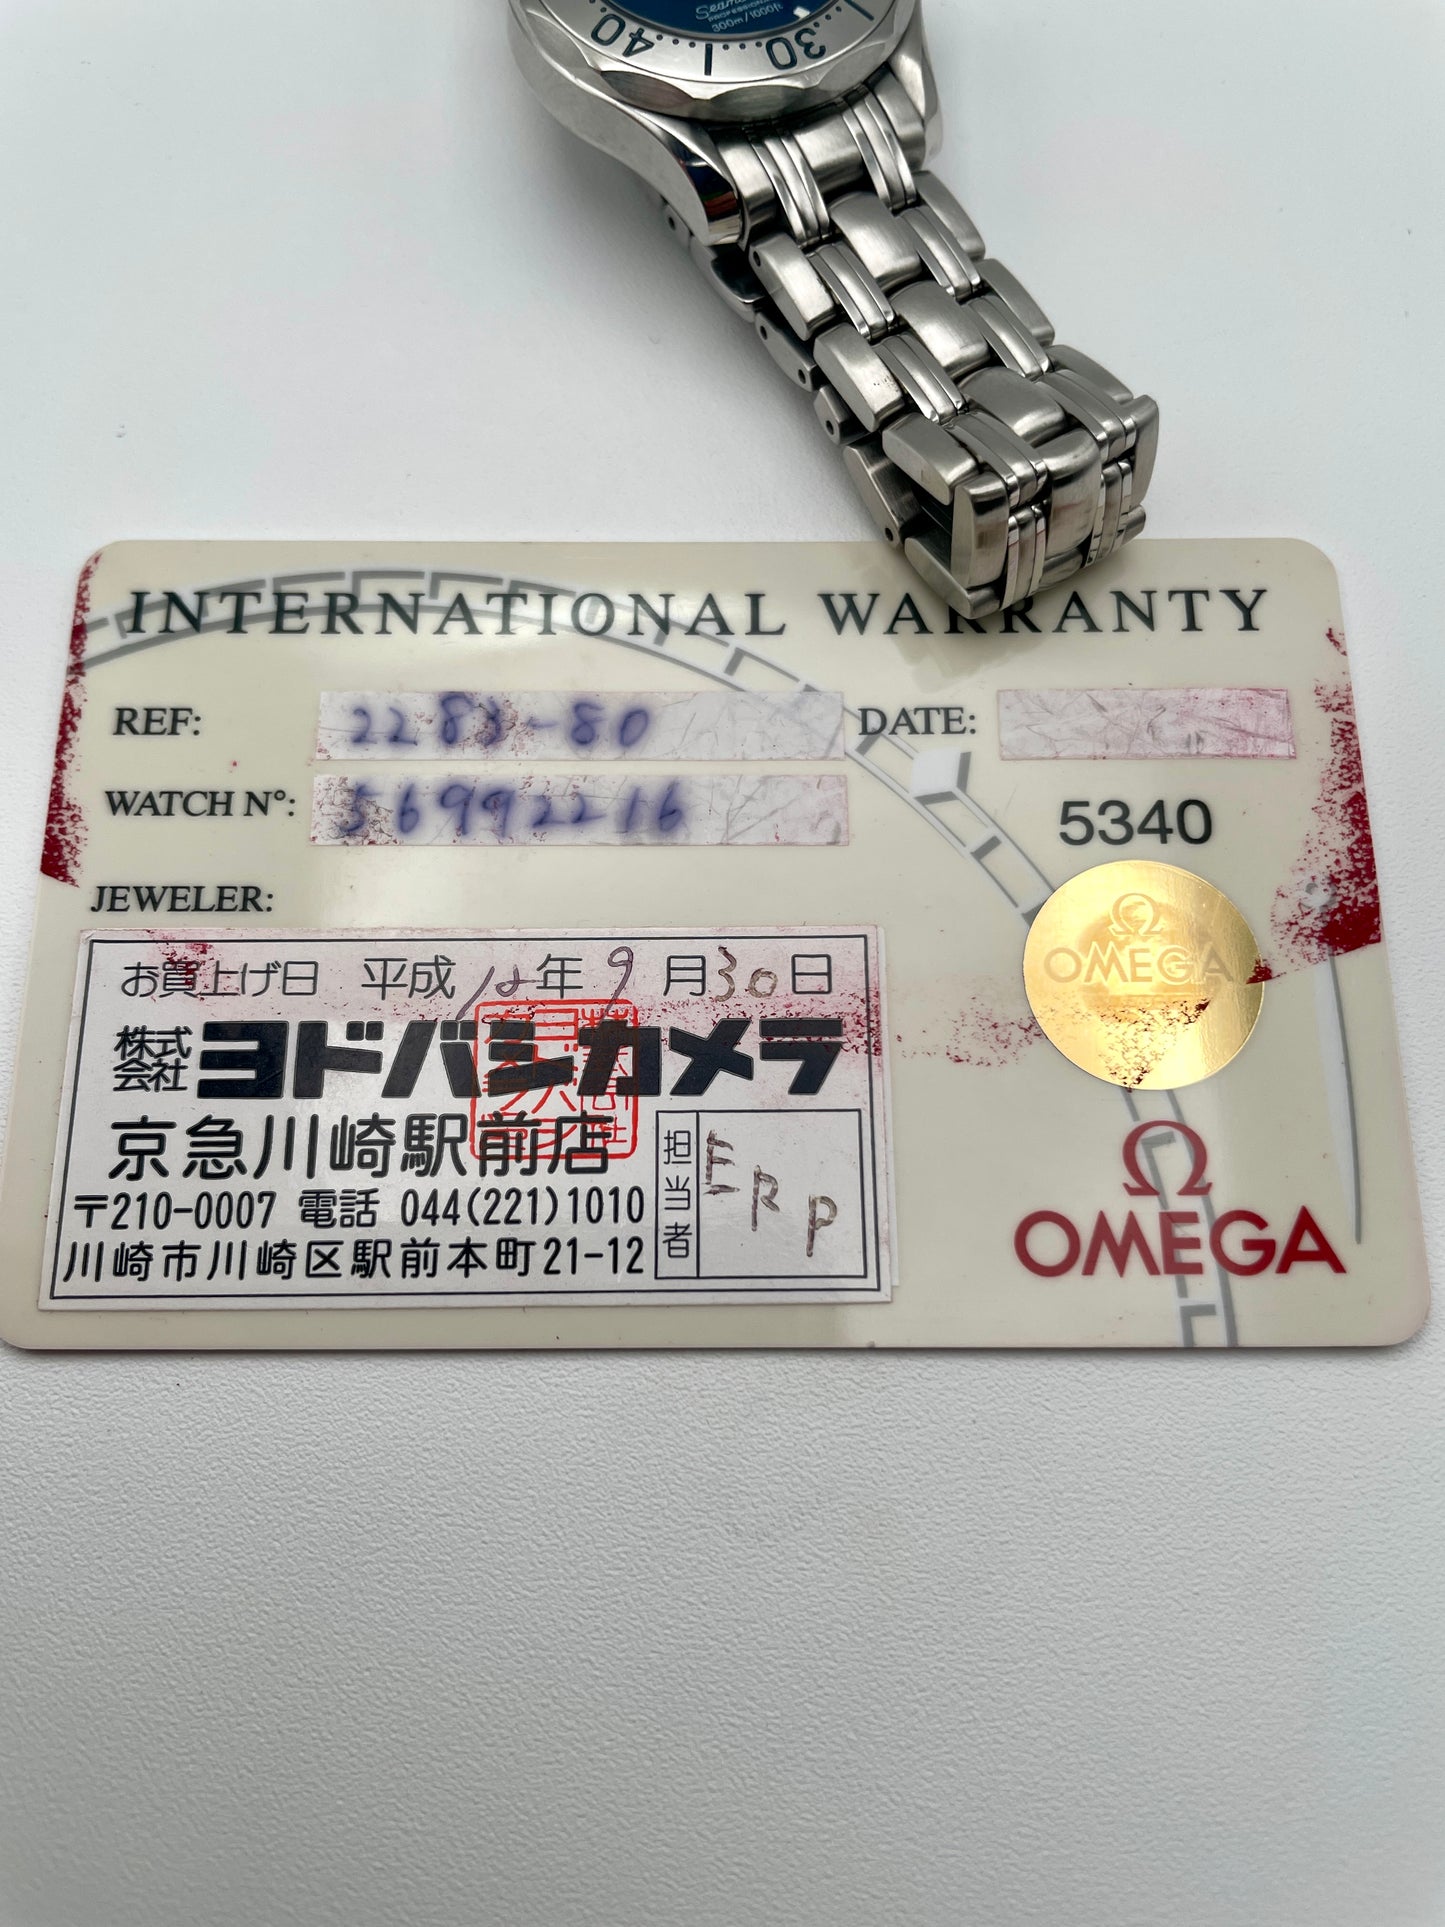 40 30
Seam
PROFESSIONAL
300m/1000ft
INTERNATIONAL WARRANTY
REF: 2283-80 DATE:
WATCH Nº: 56992216
5340
JEWELER:
お買上げ日 平成12年9月30日
株式会社 ヨドバシカメラ
京急川崎駅前店
〒210-0007 電話 044(221)1010
川崎市川崎区駅前本町21-12
担当者 ERP
Ω
OMEGA
Ω
OMEGA